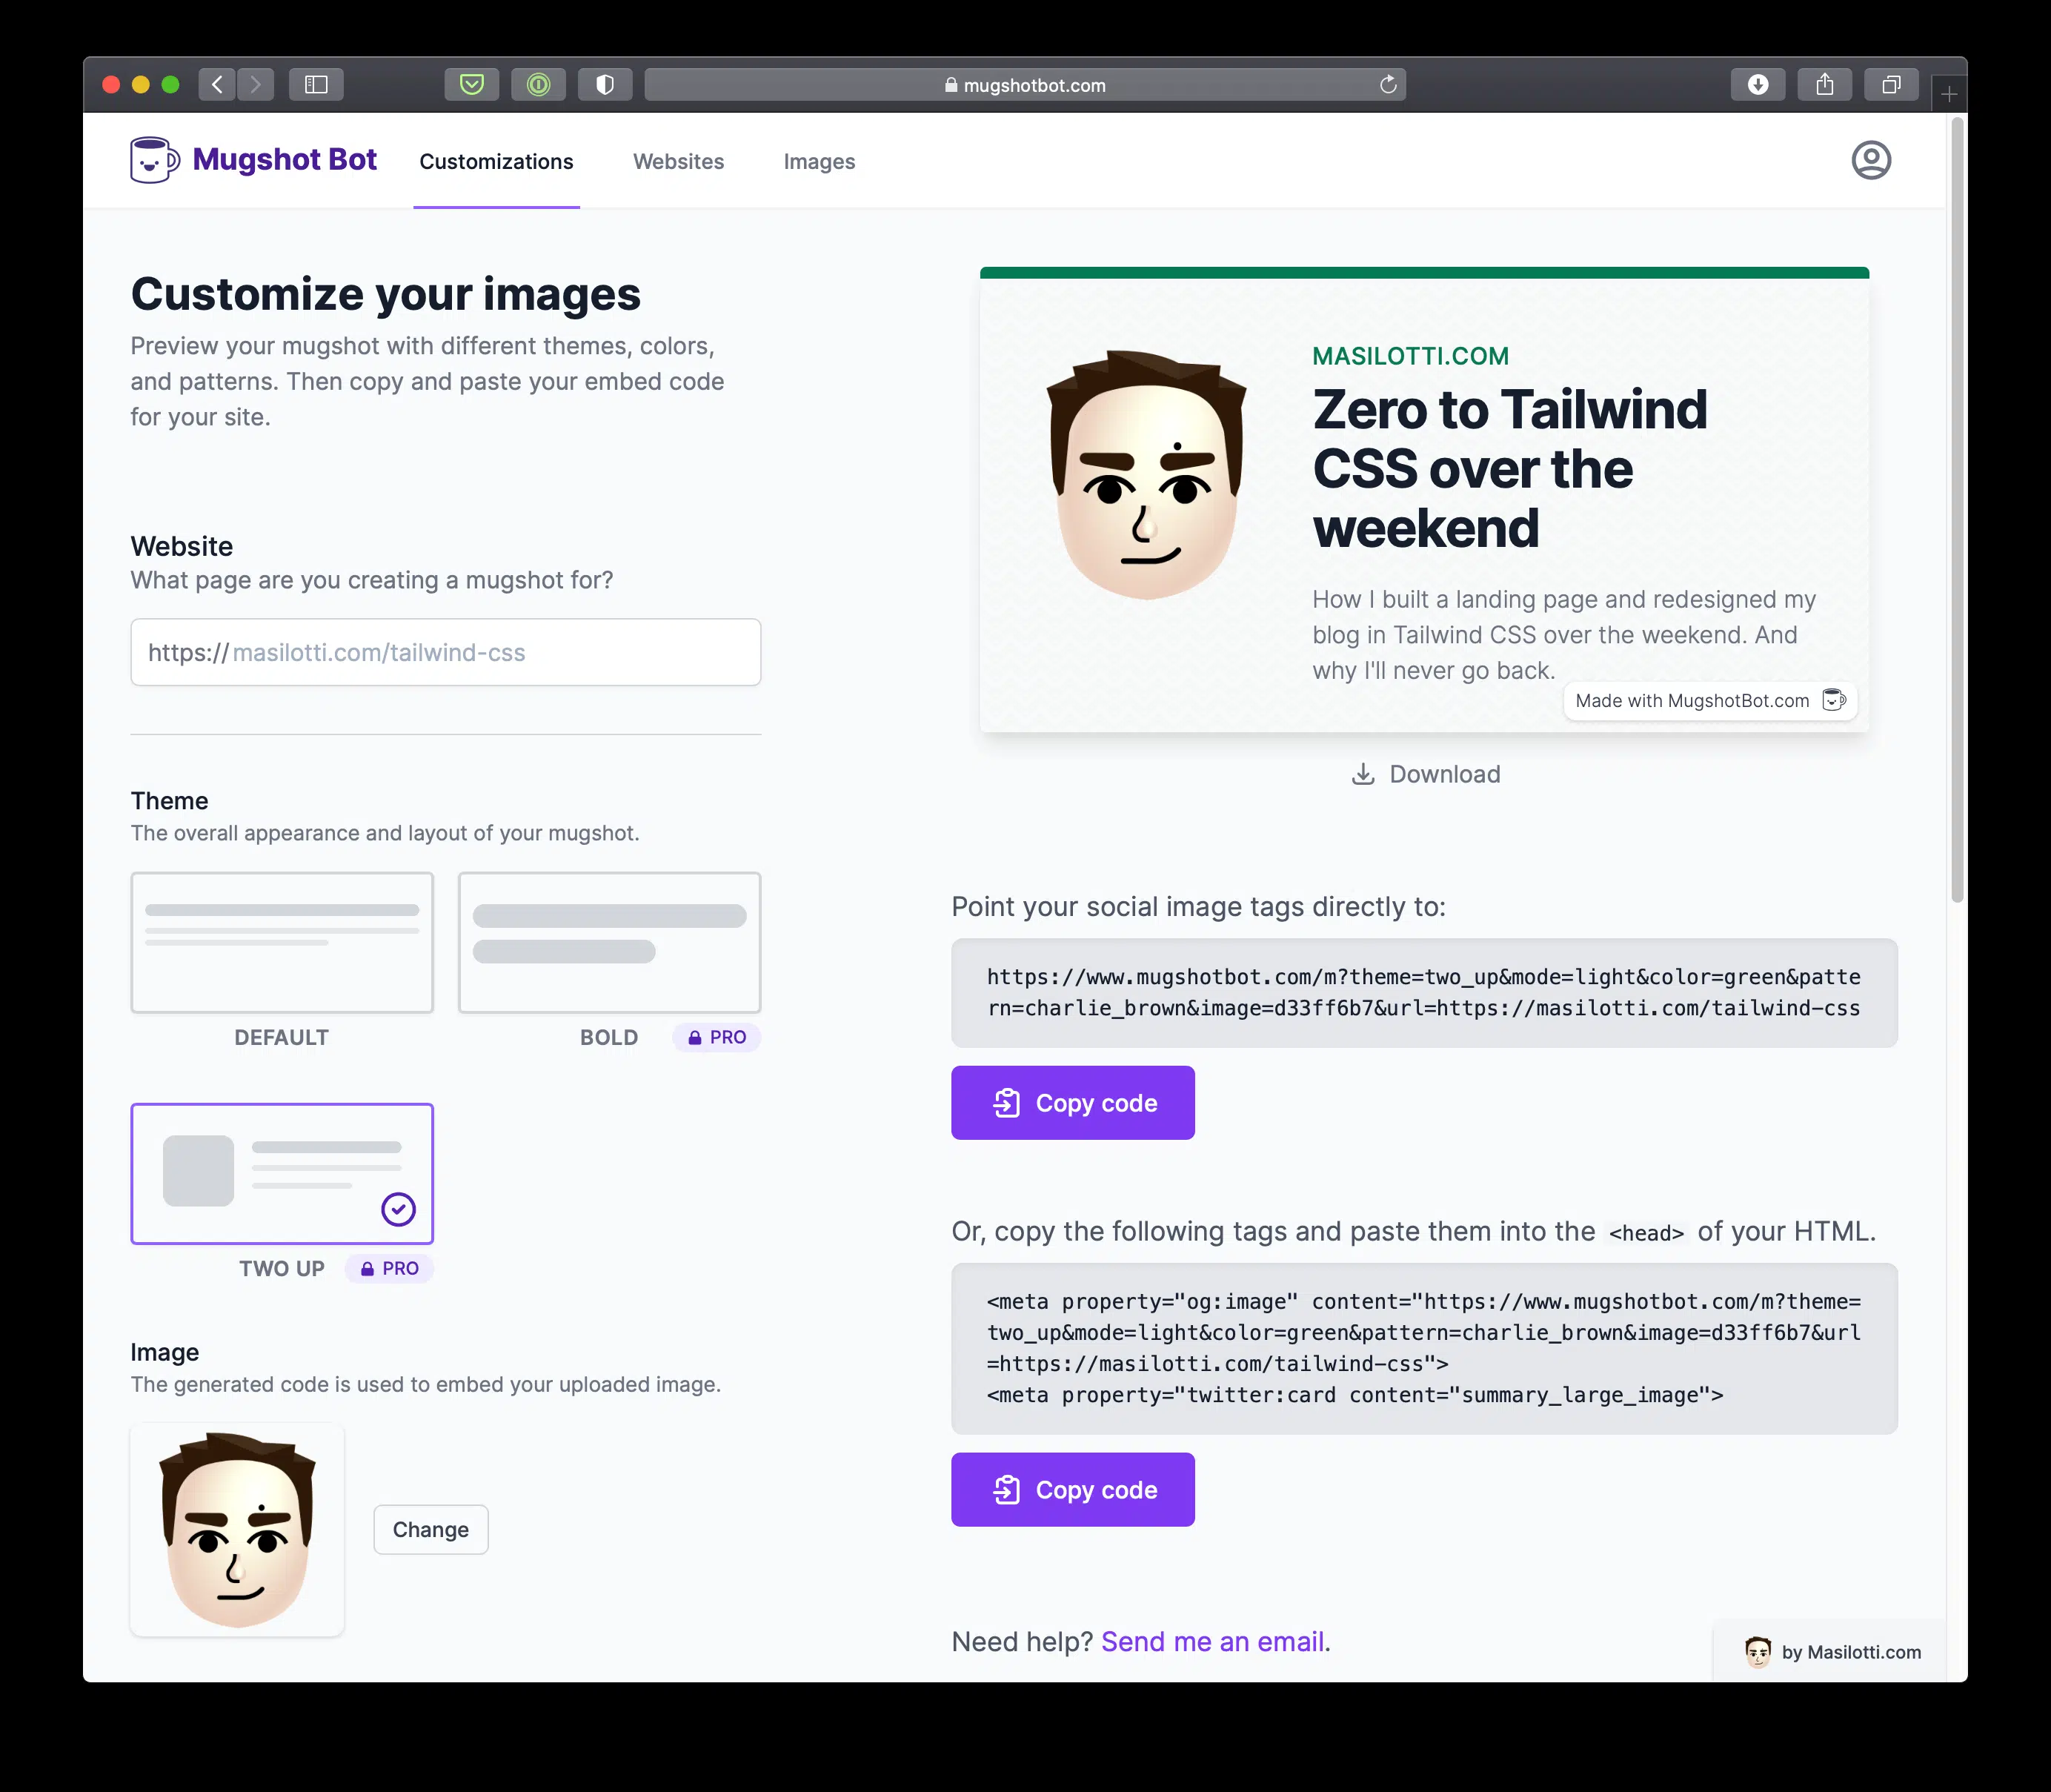 mugshotbot.com
Mugshot Bot
Customizations
Websites
Images
Customize your images
Preview your mugshot with different themes, colors,
and patterns. Then copy and paste your embed code
for your site.
Website
What page are you creating a mugshot for?
https://masilotti.com/tailwind-css
Theme
The overall appearance and layout of your mugshot.
DEFAULT
BOLD
PRO
TWO UP
PRO
Image
The generated code is used to embed your uploaded image.
Change
MASILOTTI.COM
Zero to Tailwind
CSS over the
weekend
How I built a landing page and redesigned my
blog in Tailwind CSS over the weekend. And
why I'll never go back.
Made with MugshotBot.com
Download
Point your social image tags directly to:
https://www.mugshotbot.com/m?theme=two_up&mode=light&color=green&patte
rn=charlie_brown&image=d33ff6b7&url=https://masilotti.com/tailwind-css
Copy code
Or, copy the following tags and paste them into the <head> of your HTML.
<meta property="og:image" content="https://www.mugshotbot.com/m?theme=
two_up&mode=light&color=green&pattern=charlie_brown&image=d33ff6b7&url
=https://masilotti.com/tailwind-css">
<meta property="twitter:card content="summary_large_image">
Copy code
Need help? Send me an email.
by Masilotti.com